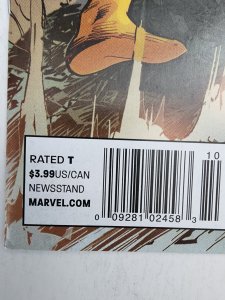 RATED T
$3.99US/CAN
NEWSSTAND
MARVEL.COM
10
0 09281 02458 3